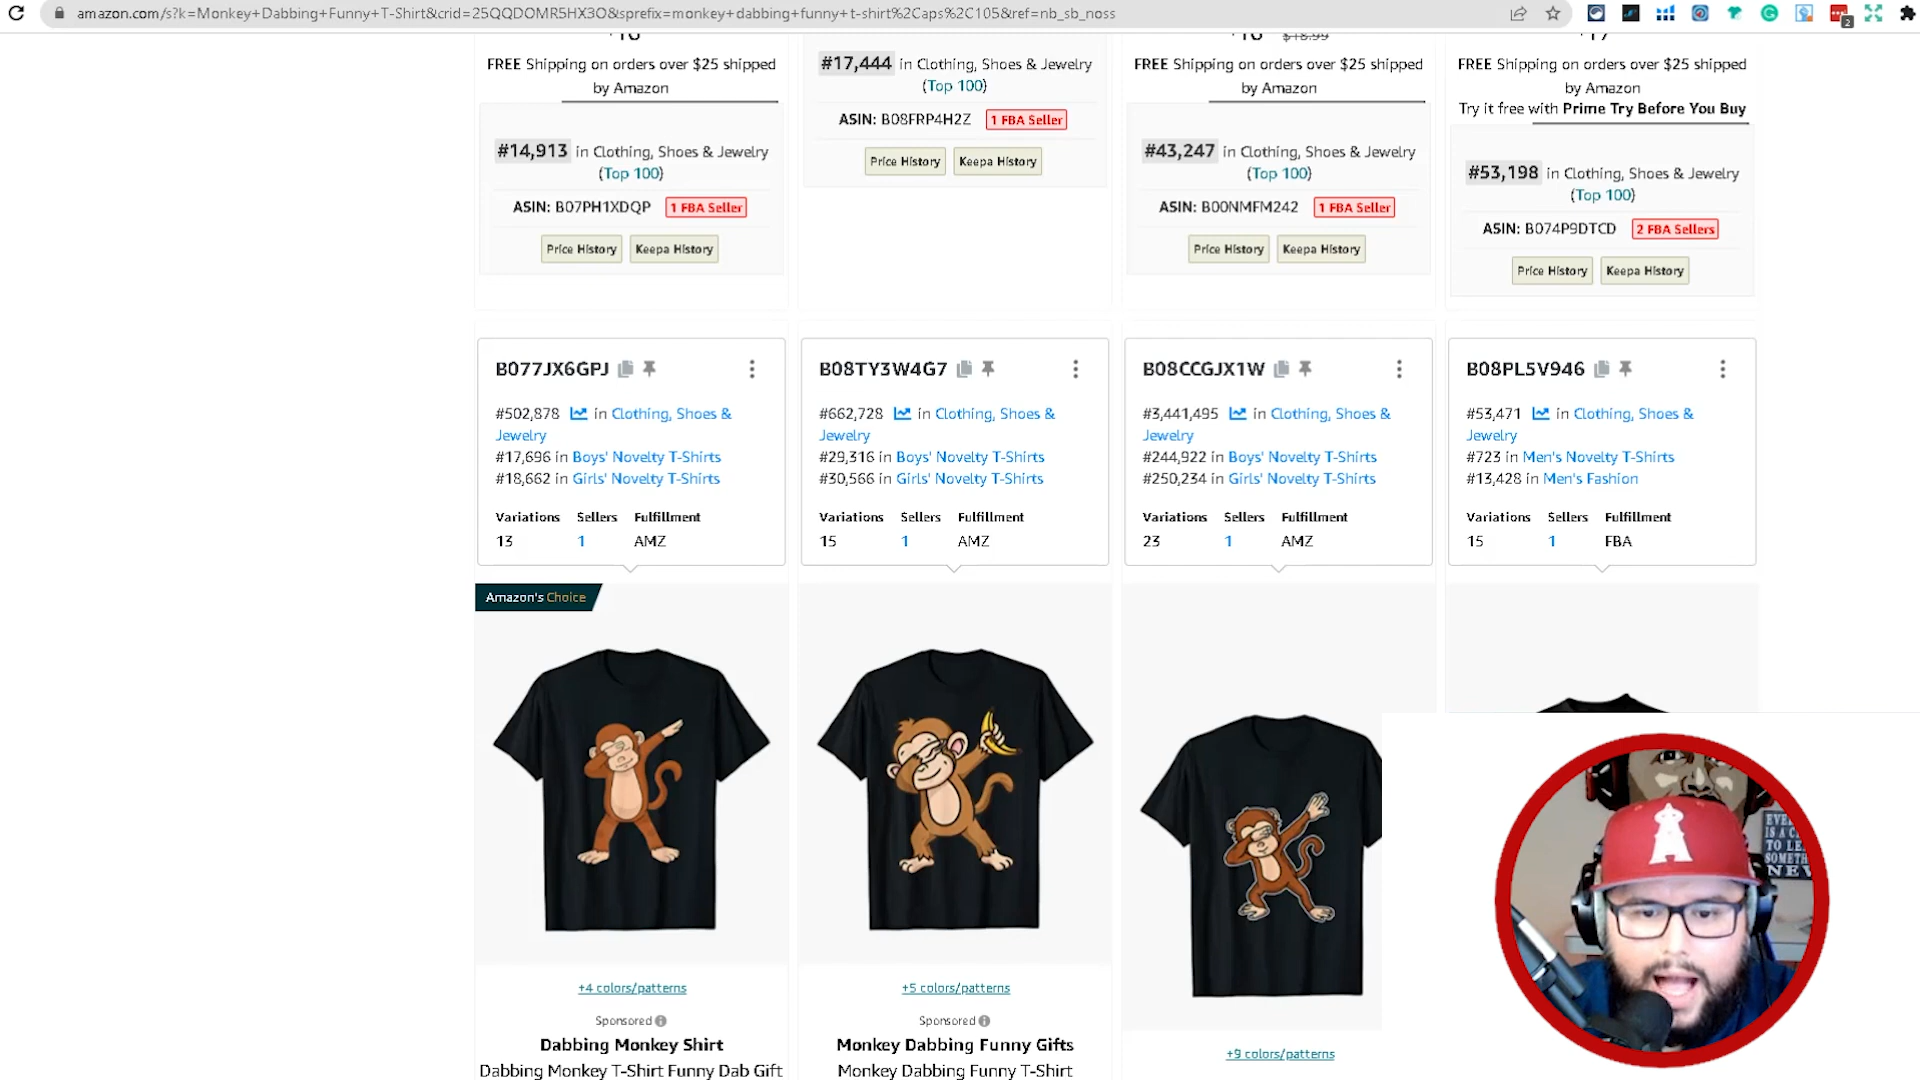 amazon.com/s?k=Monkey+Dabbing+Funny+T-Shirt&crid=25QQDOMR5HX3O&sprefix=monkey+dabbing+funny+t-shirt%2Caps%2C105&ref=nb_sb_noss
2
$18.99
FREE Shipping on orders over $25 shipped
by Amazon
#14,913 in Clothing, Shoes & Jewelry
(Top 100)
ASIN: B07PH1XDQP 1 FBA Seller
Price History Keepa History
#17,444 in Clothing, Shoes & Jewelry
(Top 100)
ASIN: B08FRP4H2Z 1 FBA Seller
Price History Keepa History
FREE Shipping on orders over $25 shipped
by Amazon
#43,247 in Clothing, Shoes & Jewelry
(Top 100)
ASIN: B00NMFM242 1 FBA Seller
Price History Keepa History
FREE Shipping on orders over $25 shipped
by Amazon
Try it free with Prime Try Before You Buy
#53,198 in Clothing, Shoes & Jewelry
(Top 100)
ASIN: B074P9DTCD 2 FBA Sellers
Price History Keepa History
B077JX6GPJ
#502,878 in Clothing, Shoes &
Jewelry
#17,696 in Boys' Novelty T-Shirts
#18,662 in Girls' Novelty T-Shirts
Variations Sellers Fulfillment
13 1 AMZ
B08TY3W4G7
#662,728 in Clothing, Shoes &
Jewelry
#29,316 in Boys' Novelty T-Shirts
#30,566 in Girls' Novelty T-Shirts
Variations Sellers Fulfillment
15 1 AMZ
B08CCGJX1W
#3,441,495 in Clothing, Shoes &
Jewelry
#244,922 in Boys' Novelty T-Shirts
#250,234 in Girls' Novelty T-Shirts
Variations Sellers Fulfillment
23 1 AMZ
B08PL5V946
#53,471 in Clothing, Shoes &
Jewelry
#723 in Men's Novelty T-Shirts
#13,428 in Men's Fashion
Variations Sellers Fulfillment
15 1 FBA
Amazon's Choice
+4 colors/patterns
Sponsored
Dabbing Monkey Shirt
Dabbing Monkey T-Shirt Funny Dab Gift
+5 colors/patterns
Sponsored
Monkey Dabbing Funny Gifts
Monkey Dabbing Funny T-Shirt
+9 colors/patterns
IS A
TO LE
SOMETH
NEV